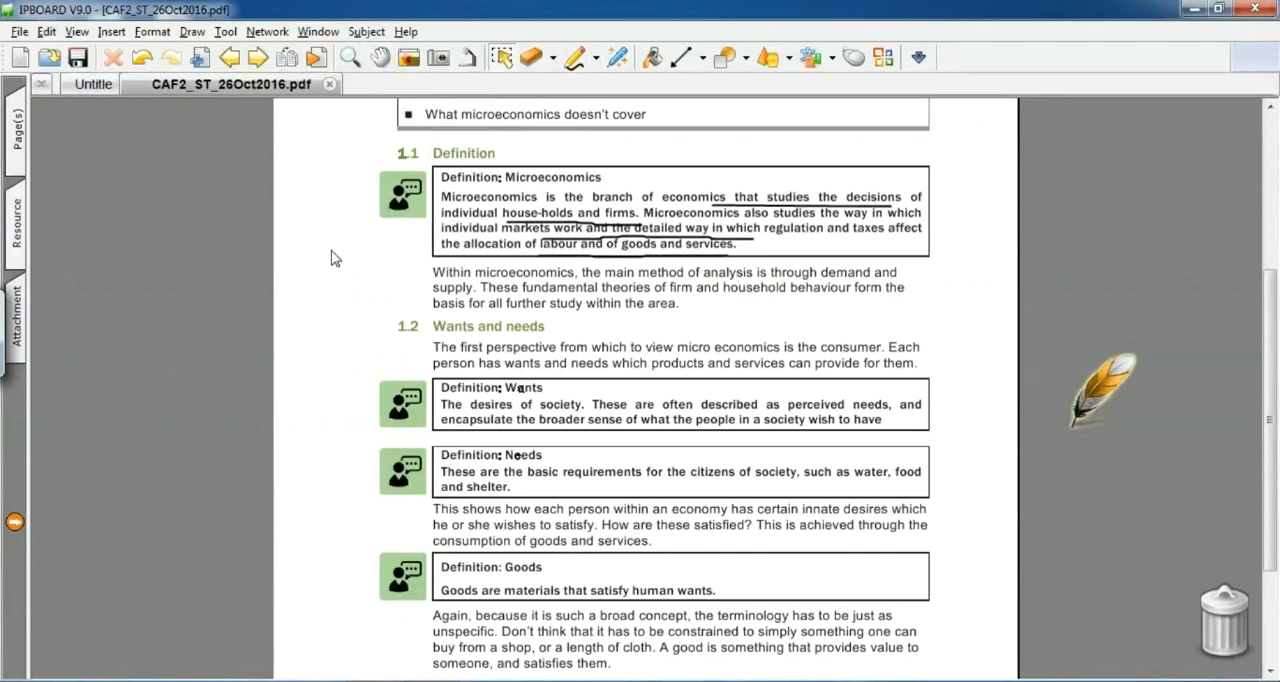 IPBOARD V9.0 - [CAF2_ST_26Oct2016.pdf]
File Edit View Insert Format Draw Tool Network Window Subject Help
Untitle CAF2_ST_26Oct2016.pdf
Page(s)
Resource
Attachment
■ What microeconomics doesn't cover
1.1 Definition
Definition: Microeconomics
Microeconomics is the branch of economics that studies the decisions of
individual house-holds and firms. Microeconomics also studies the way in which
individual markets work and the detailed way in which regulation and taxes affect
the allocation of labour and of goods and services.
Within microeconomics, the main method of analysis is through demand and
supply. These fundamental theories of firm and household behaviour form the
basis for all further study within the area.
1.2 Wants and needs
The first perspective from which to view micro economics is the consumer. Each
person has wants and needs which products and services can provide for them.
Definition: Wants
The desires of society. These are often described as perceived needs, and
encapsulate the broader sense of what the people in a society wish to have
Definition: Needs
These are the basic requirements for the citizens of society, such as water, food
and shelter.
This shows how each person within an economy has certain innate desires which
he or she wishes to satisfy. How are these satisfied? This is achieved through the
consumption of goods and services.
Definition: Goods
Goods are materials that satisfy human wants.
Again, because it is such a broad concept, the terminology has to be just as
unspecific. Don't think that it has to be constrained to simply something one can
buy from a shop, or a length of cloth. A good is something that provides value to
someone, and satisfies them.